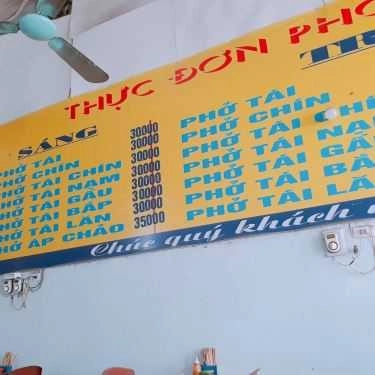 THỰC ĐƠN PHỞ
SÁNG
TR
PHỞ TÁI 30000
PHỞ CHÍN 30000
PHỞ TÁI CHÍN 30000
PHỞ TÁI NẠM 30000
PHỞ TÁI GẦU 30000
PHỞ TÁI BẮP 30000
PHỞ TÁI LĂN 30000
PHỞ ÁP CHẢO 35000
PHỞ TÁI
PHỞ CHÍN
PHỞ TÁI
PHỞ TÁI NẠ
PHỞ TÁI GẦ
PHỞ TÁI BẮ
PHỞ TÁI LĂ
Chúc quý khách